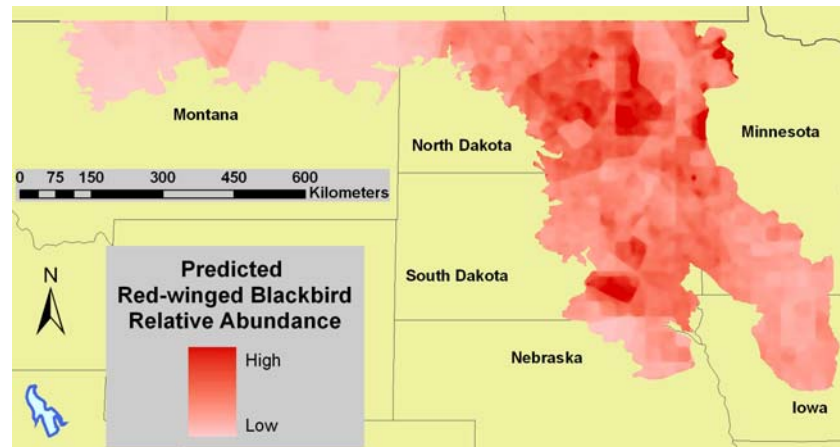 Montana
North Dakota
Minnesota
0 75 150 300 450 600
Kilometers
N
Predicted
Red-winged Blackbird
Relative Abundance
High
Low
South Dakota
Nebraska
Iowa